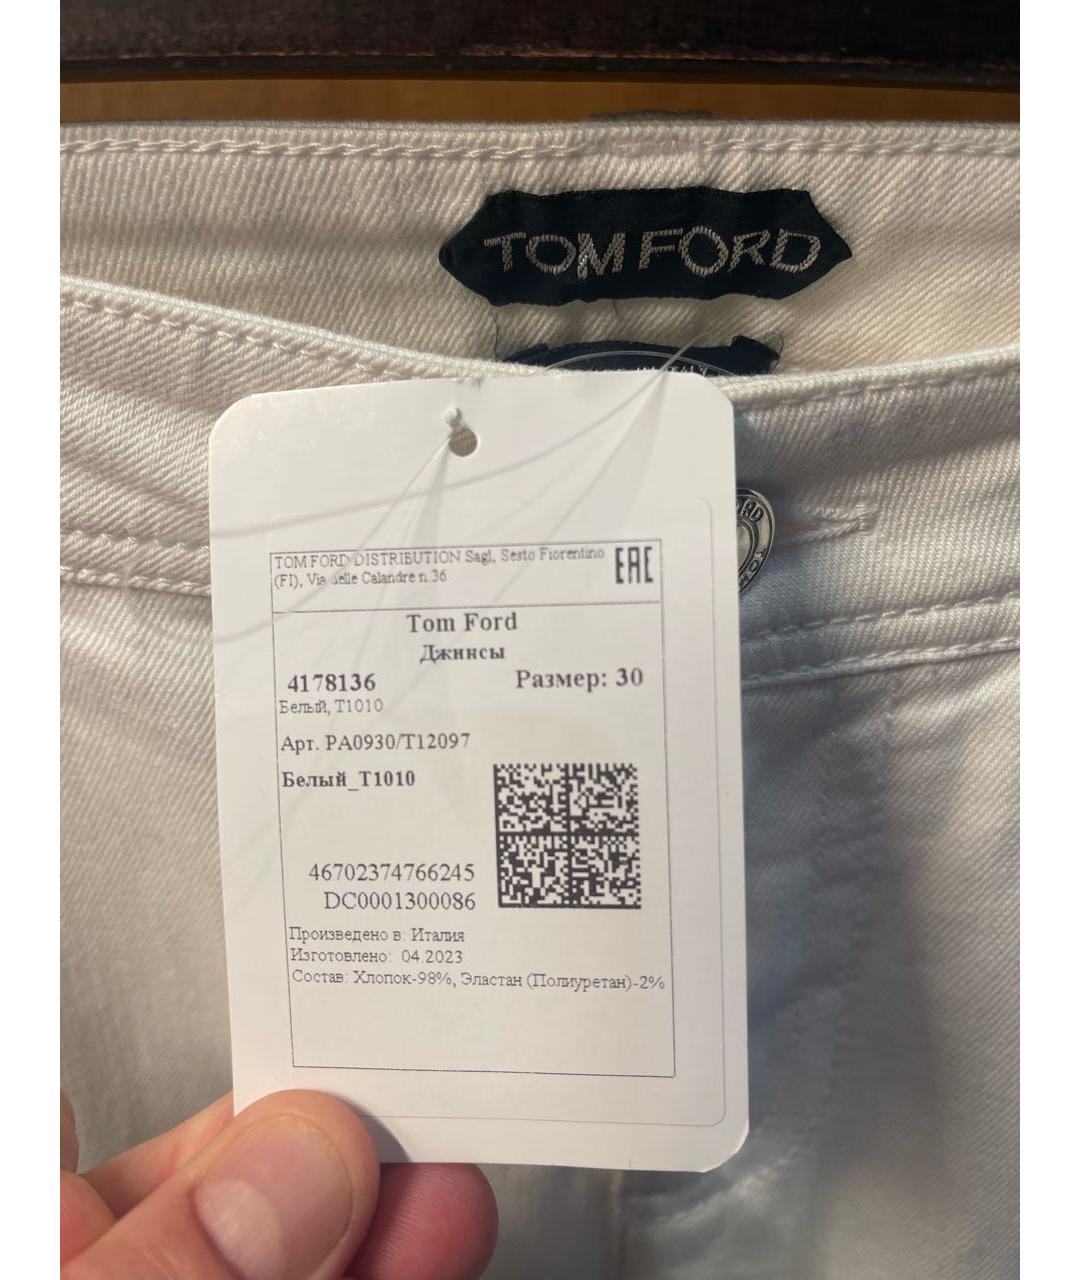 TOM FORD
TOM FORD DISTRIBUTION Sagl, Sesto Fiorentino
(FI), Via delle Calandre n.36
EAC
Tom Ford
Джинсы
4178136
Размер: 30
Белый, T1010
Арт. PA0930/T12097
Белый_T1010
46702374766245
DC0001300086
Произведено в: Италия
Изготовлено: 04.2023
Состав: Хлопок-98%, Эластан (Полиуретан)-2%